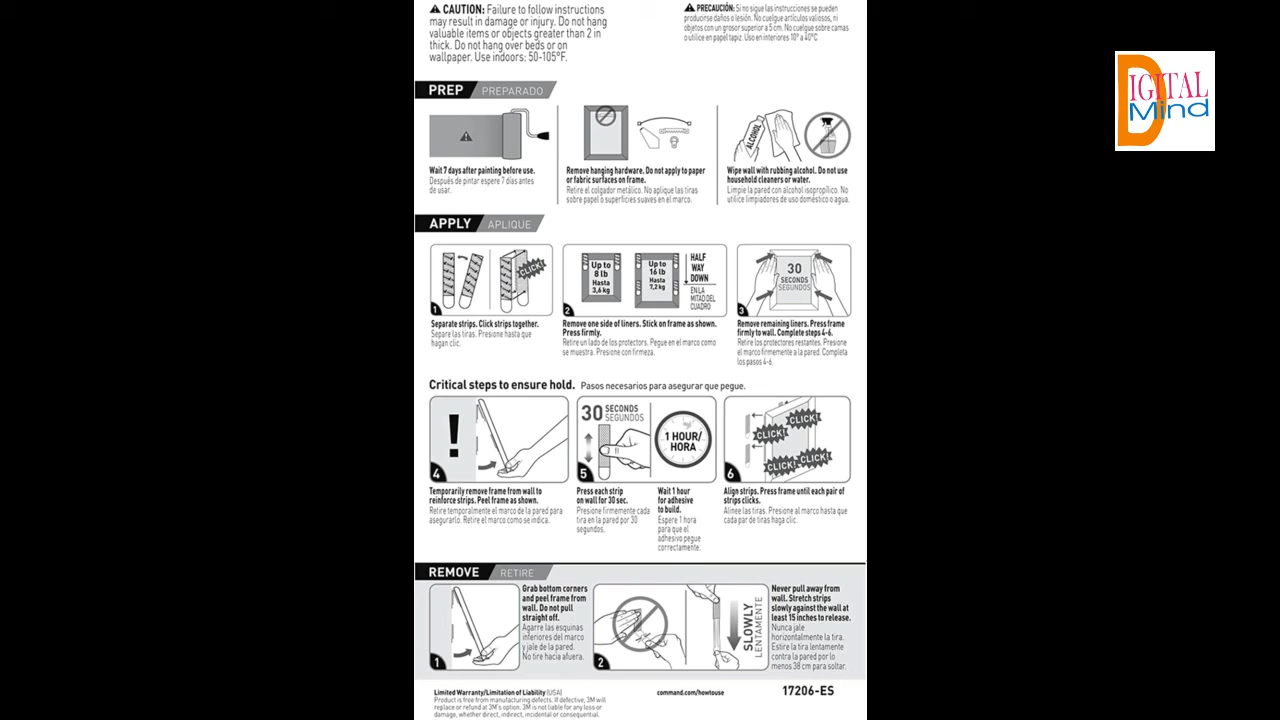 CAUTION: Failure to follow instructions
may result in damage or injury. Do not hang
valuable items or objects greater than 2 in
thick. Do not hang over beds or on
wallpaper. Use indoors: 50-105°F.
PRECAUCIÓN: Si no sigue las instrucciones se pueden
producirse daños o lesión. No cuelgue artículos valiosos, ni
objetos con un grosor superior a 5 cm. No cuelgue sobre camas
o utilice en papel tapiz. Uso en interiores 10° a 40°C
DIGITAL
Mind
PREP PREPARADO
ALCOHOL
Wait 7 days after painting before use.
Después de pintar espere 7 días antes
de usar.
Remove hanging hardware. Do not apply to paper
or fabric surfaces on frame.
Retire el colgador metálico. No aplique las tiras
sobre papel o superficies suaves en el marco.
Wipe wall with rubbing alcohol. Do not use
household cleaners or water.
Limpie la pared con alcohol isopropílico. No
utilice limpiadores de uso doméstico o agua.
APPLY APLIQUE
CLICK!
1
Separate strips. Click strips together.
Separe las tiras. Presione hasta que
hagan clic.
Up to
8 lb
Hasta
3,6 kg
Up to
16 lb
Hasta
7,2 kg
HALF
WAY
DOWN
EN LA
MITAD DEL
CUADRO
2
Remove one side of liners. Stick on frame as shown.
Press firmly.
Retire un lado de los protectors. Pegue en el marco como
se muestra. Presione con firmeza.
30
SECONDS
SEGUNDOS
3
Remove remaining liners. Press frame
firmly to wall. Complete steps 4-6.
Retire los protectores restantes. Presione
el marco firmemente a la pared. Completa
los pasos 4-6.
Critical steps to ensure hold. Pasos necesarios para asegurar que pegue.
!
4
Temporarily remove frame from wall to
reinforce strips. Peel frame as shown.
Retire temporalmente el marco de la pared para
asegurarlo. Retire el marco como se indica.
30 SECONDS
SEGUNDOS
5
Press each strip
on wall for 30 sec.
Presione firmemente cada
tira en la pared por 30
segundos.
1 HOUR/
HORA
Wait 1 hour
for adhesive
to build.
Espere 1 hora
para que el
adhesivo pegue
correctamente.
CLICK!
CLICK!
CLICK!
CLICK!
6
Align strips. Press frame until each pair of
strips clicks.
Alinee las tiras. Presione al marco hasta que
cada par de tiras haga clic.
REMOVE RETIRE
1
Grab bottom corners
and peel frame from
wall. Do not pull
straight off.
Agarre las esquinas
inferiores del marco
y jale de la pared.
No tire hacia afuera.
2
SLOWLY
LENTAMENTE
Never pull away from
wall. Stretch strips
slowly against the wall at
least 15 inches to release.
Nunca jale
horizontalmente la tira.
Estire la tira lentamente
contra la pared por lo
menos 38 cm para soltar.
Limited Warranty/Limitation of Liability (USA)
Product is free from manufacturing defects. If defective, 3M will
replace or refund at 3M's option. 3M is not liable for any loss or
damage, whether direct, indirect, incidental or consequential.
command.com/howtouse
17206-ES